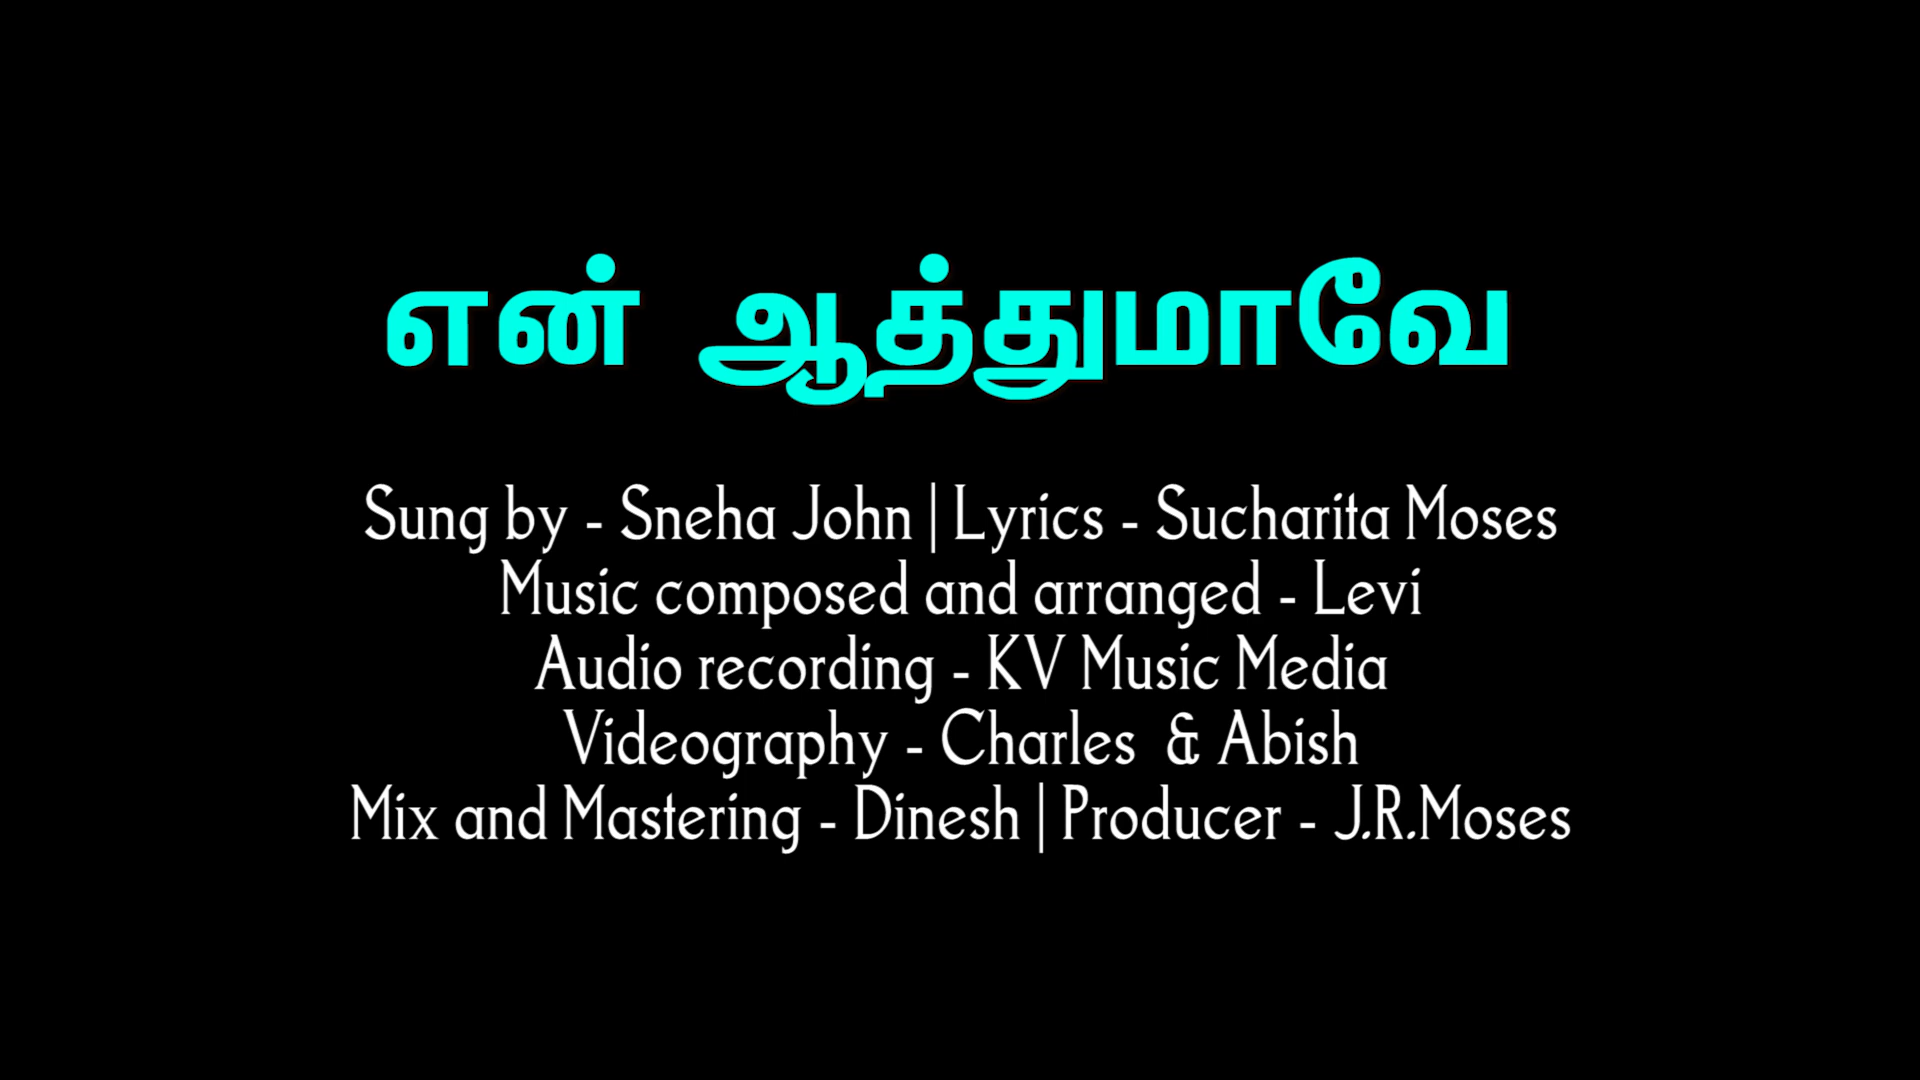 என் ஆத்துமாவே
Sung by - Sneha John | Lyrics - Sucharita Moses
Music composed and arranged - Levi
Audio recording - KV Music Media
Videography - Charles & Abish
Mix and Mastering - Dinesh | Producer - J.R.Moses